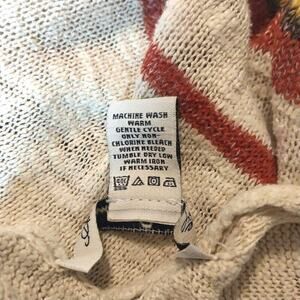 MACHINE WASH
WARM
GENTLE CYCLE
ONLY NON-
CHLORINE BLEACH
WHEN NEEDED
TUMBLE DRY LOW
WARM IRON
IF NECESSARY